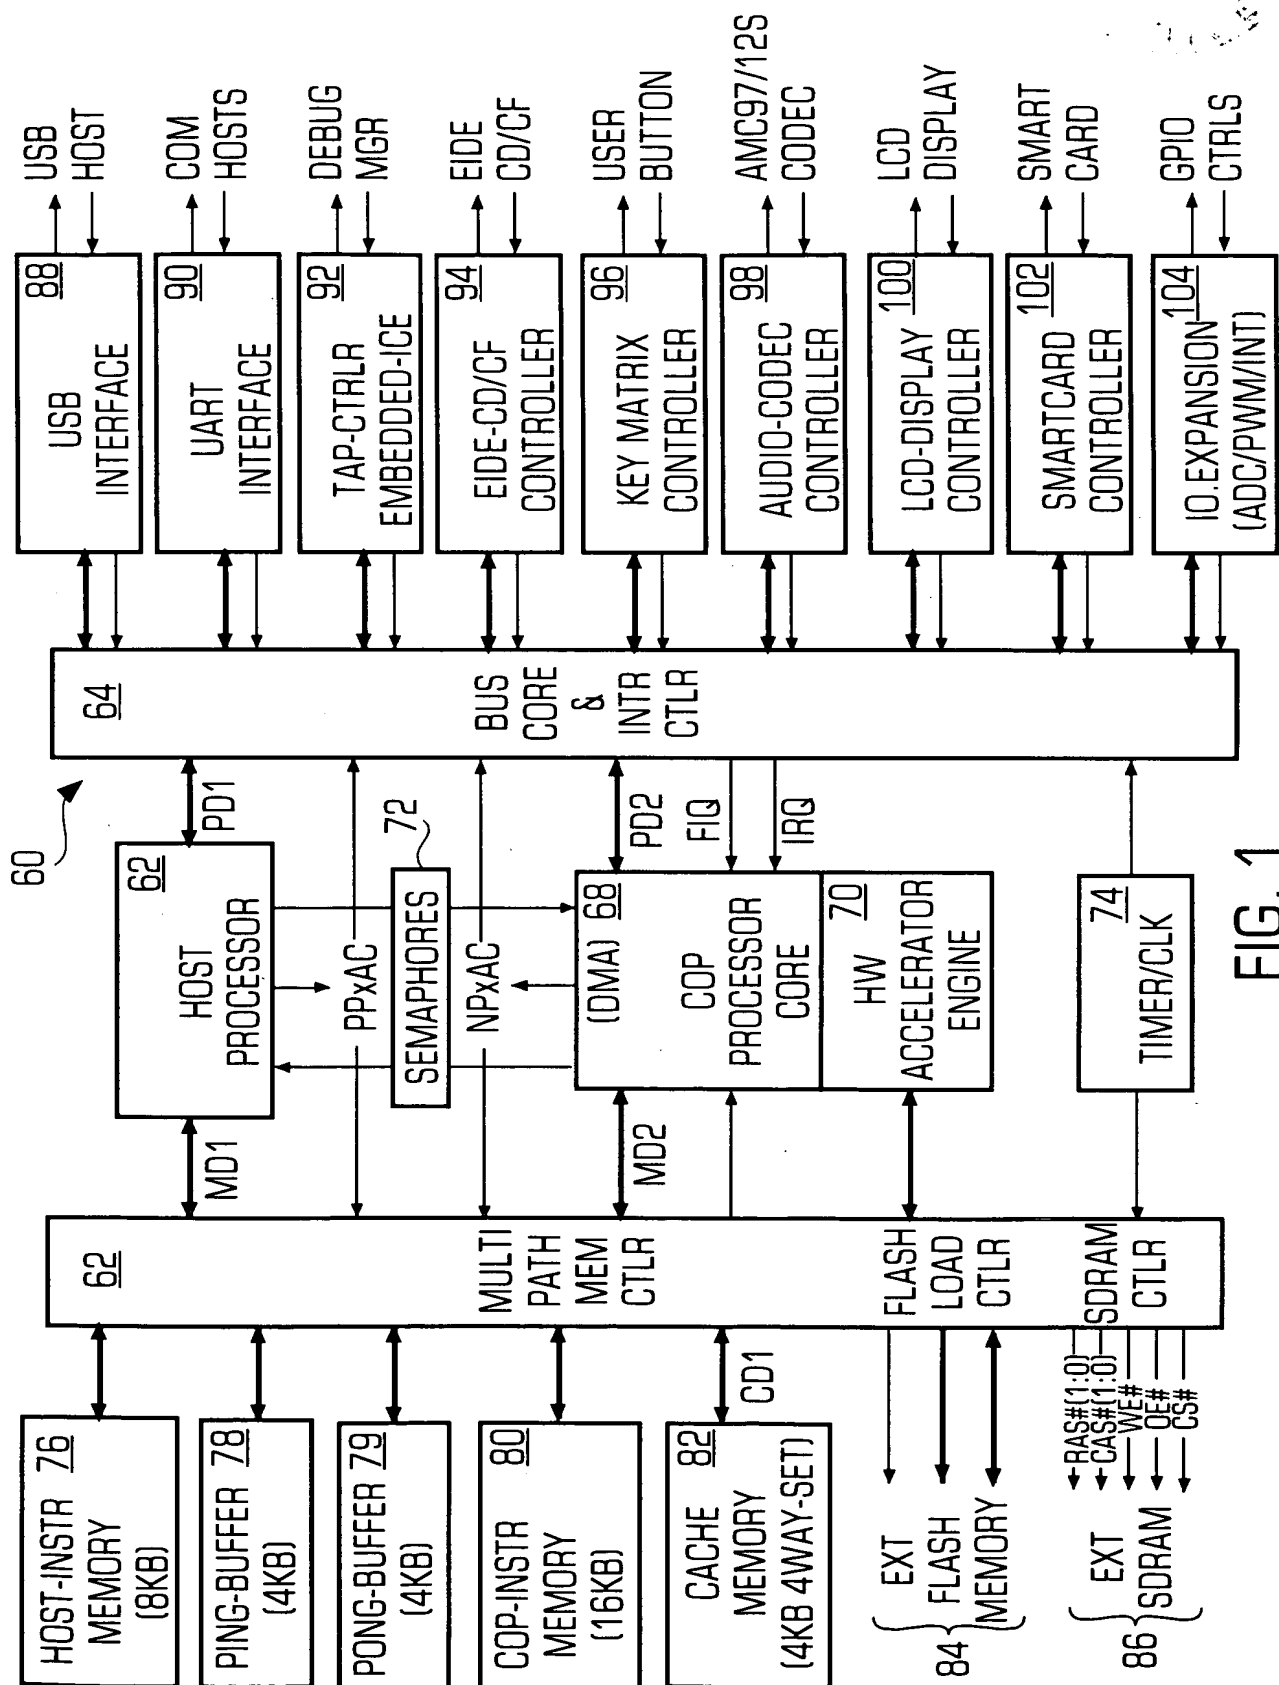 60
HOST-INSTR 76
MEMORY
(8KB)
PING-BUFFER 78
(4KB)
PONG-BUFFER 79
(4KB)
COP-INSTR 80
MEMORY
(16KB)
CACHE 82
MEMORY
(4KB 4WAY-SET)
CD1
EXT
FLASH
MEMORY
84
EXT
SDRAM
86
RAS#(1:0)
CAS#(1:0)
WE#
OE#
CS#
62
MULTI
PATH
MEM
CTLR
FLASH
LOAD
CTLR
SDRAM
CTLR
MD1
MD2
HOST 62
PROCESSOR
PD1
PPxAC
SEMAPHORES
72
NPxAC
(DMA) 68
COP
PROCESSOR
CORE
PD2
FIQ
IRQ
HW 70
ACCELERATOR
ENGINE
74
TIMER/CLK
64
BUS
CORE
&
INTR
CTLR
USB 88
INTERFACE
USB
HOST
UART 90
INTERFACE
COM
HOSTS
TAP-CTRLR 92
EMBEDDED-ICE
DEBUG
MGR
EIDE-CD/CF 94
CONTROLLER
EIDE
CD/CF
KEY MATRIX 96
CONTROLLER
USER
BUTTON
AUDIO-CODEC 98
CONTROLLER
AMC97/12S
CODEC
LCD-DISPLAY 100
CONTROLLER
LCD
DISPLAY
SMARTCARD 102
CONTROLLER
SMART
CARD
IO.EXPANSION 104
(ADC/PWM/INT)
GPIO
CTRLS
FIG. 1